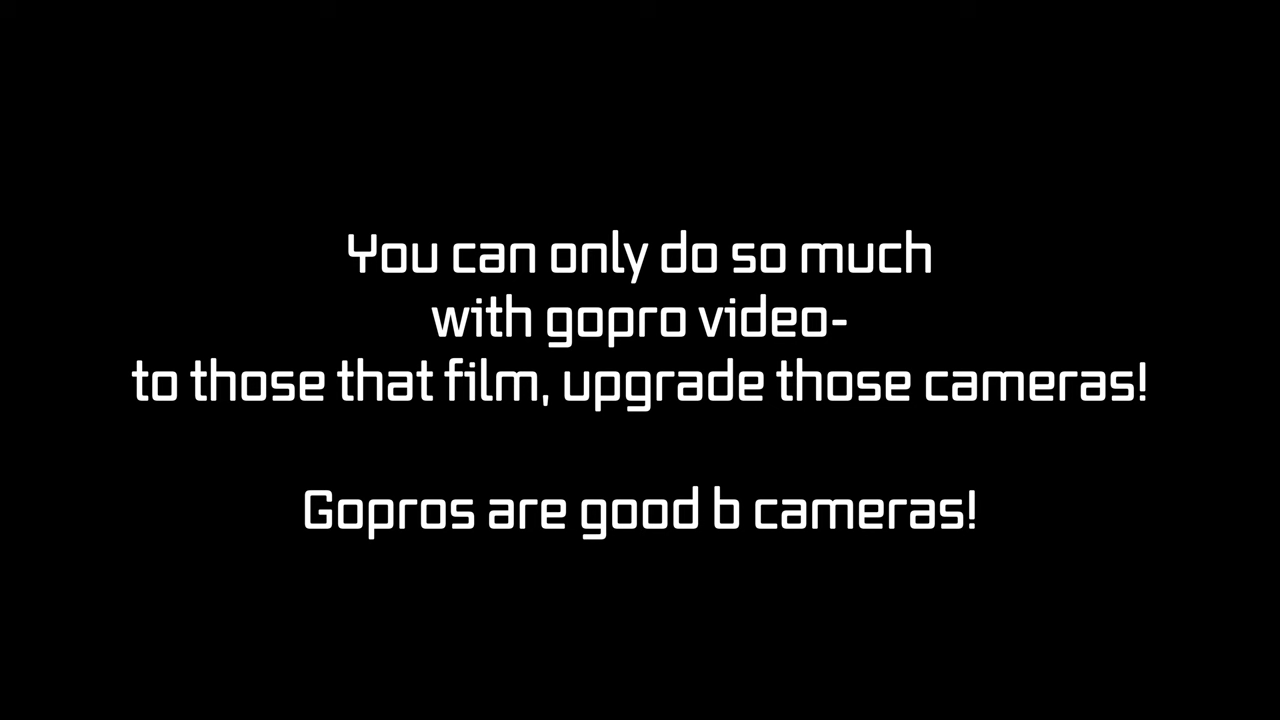 You can only do so much
with gopro video-
to those that film, upgrade those cameras!
Gopros are good b cameras!